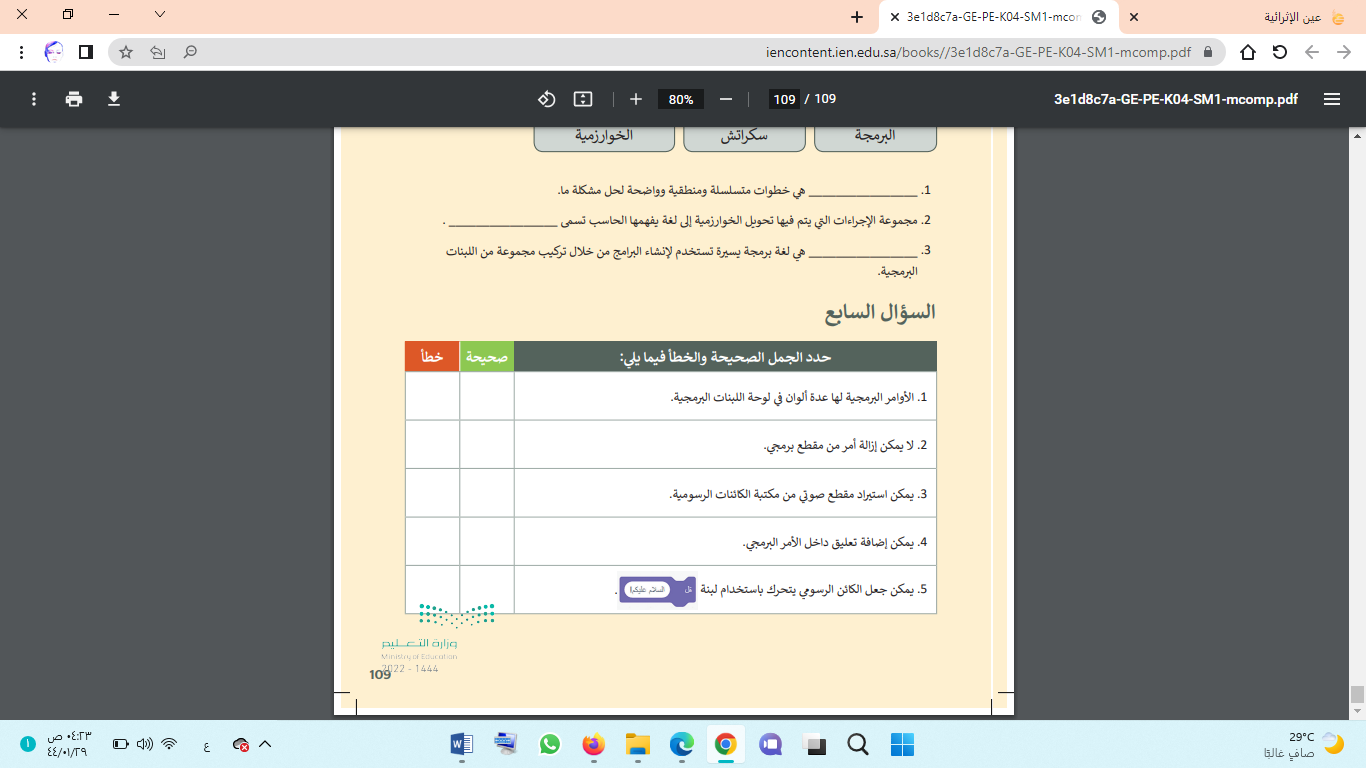 عين الإثرائية
3e1d8c7a-GE-PE-K04-SM1-mcom
iencontent.ien.edu.sa/books//3e1d8c7a-GE-PE-K04-SM1-mcomp.pdf
3e1d8c7a-GE-PE-K04-SM1-mcomp.pdf
109 / 109
80%
البرمجة
سكراتش
الخوارزمية
1. ________________ هي خطوات متسلسلة ومنطقية وواضحة لحل مشكلة ما.
2. مجموعة الإجراءات التي يتم فيها تحويل الخوارزمية إلى لغة يفهمها الحاسب تسمى ________________ .
3. ________________ هي لغة برمجة يسيرة تستخدم لإنشاء البرامج من خلال تركيب مجموعة من اللبنات
البرمجية.
السؤال السابع
حدد الجمل الصحيحة والخطأ فيما يلي: صحيحة خطأ
1. الأوامر البرمجية لها عدة ألوان في لوحة اللبنات البرمجية.
2. لا يمكن إزالة أمر من مقطع برمجي.
3. يمكن استيراد مقطع صوتي من مكتبة الكائنات الرسومية.
4. يمكن إضافة تعليق داخل الأمر البرمجي.
5. يمكن جعل الكائن الرسومي يتحرك باستخدام لبنة قل السلام عليكم! .
وزارة التعليم
Ministry of Education
2022 - 1444
109
29°C
صافٍ غالبًا
ع
٠٤:٢٣ ص
٤٤/٠١/٢٩
١